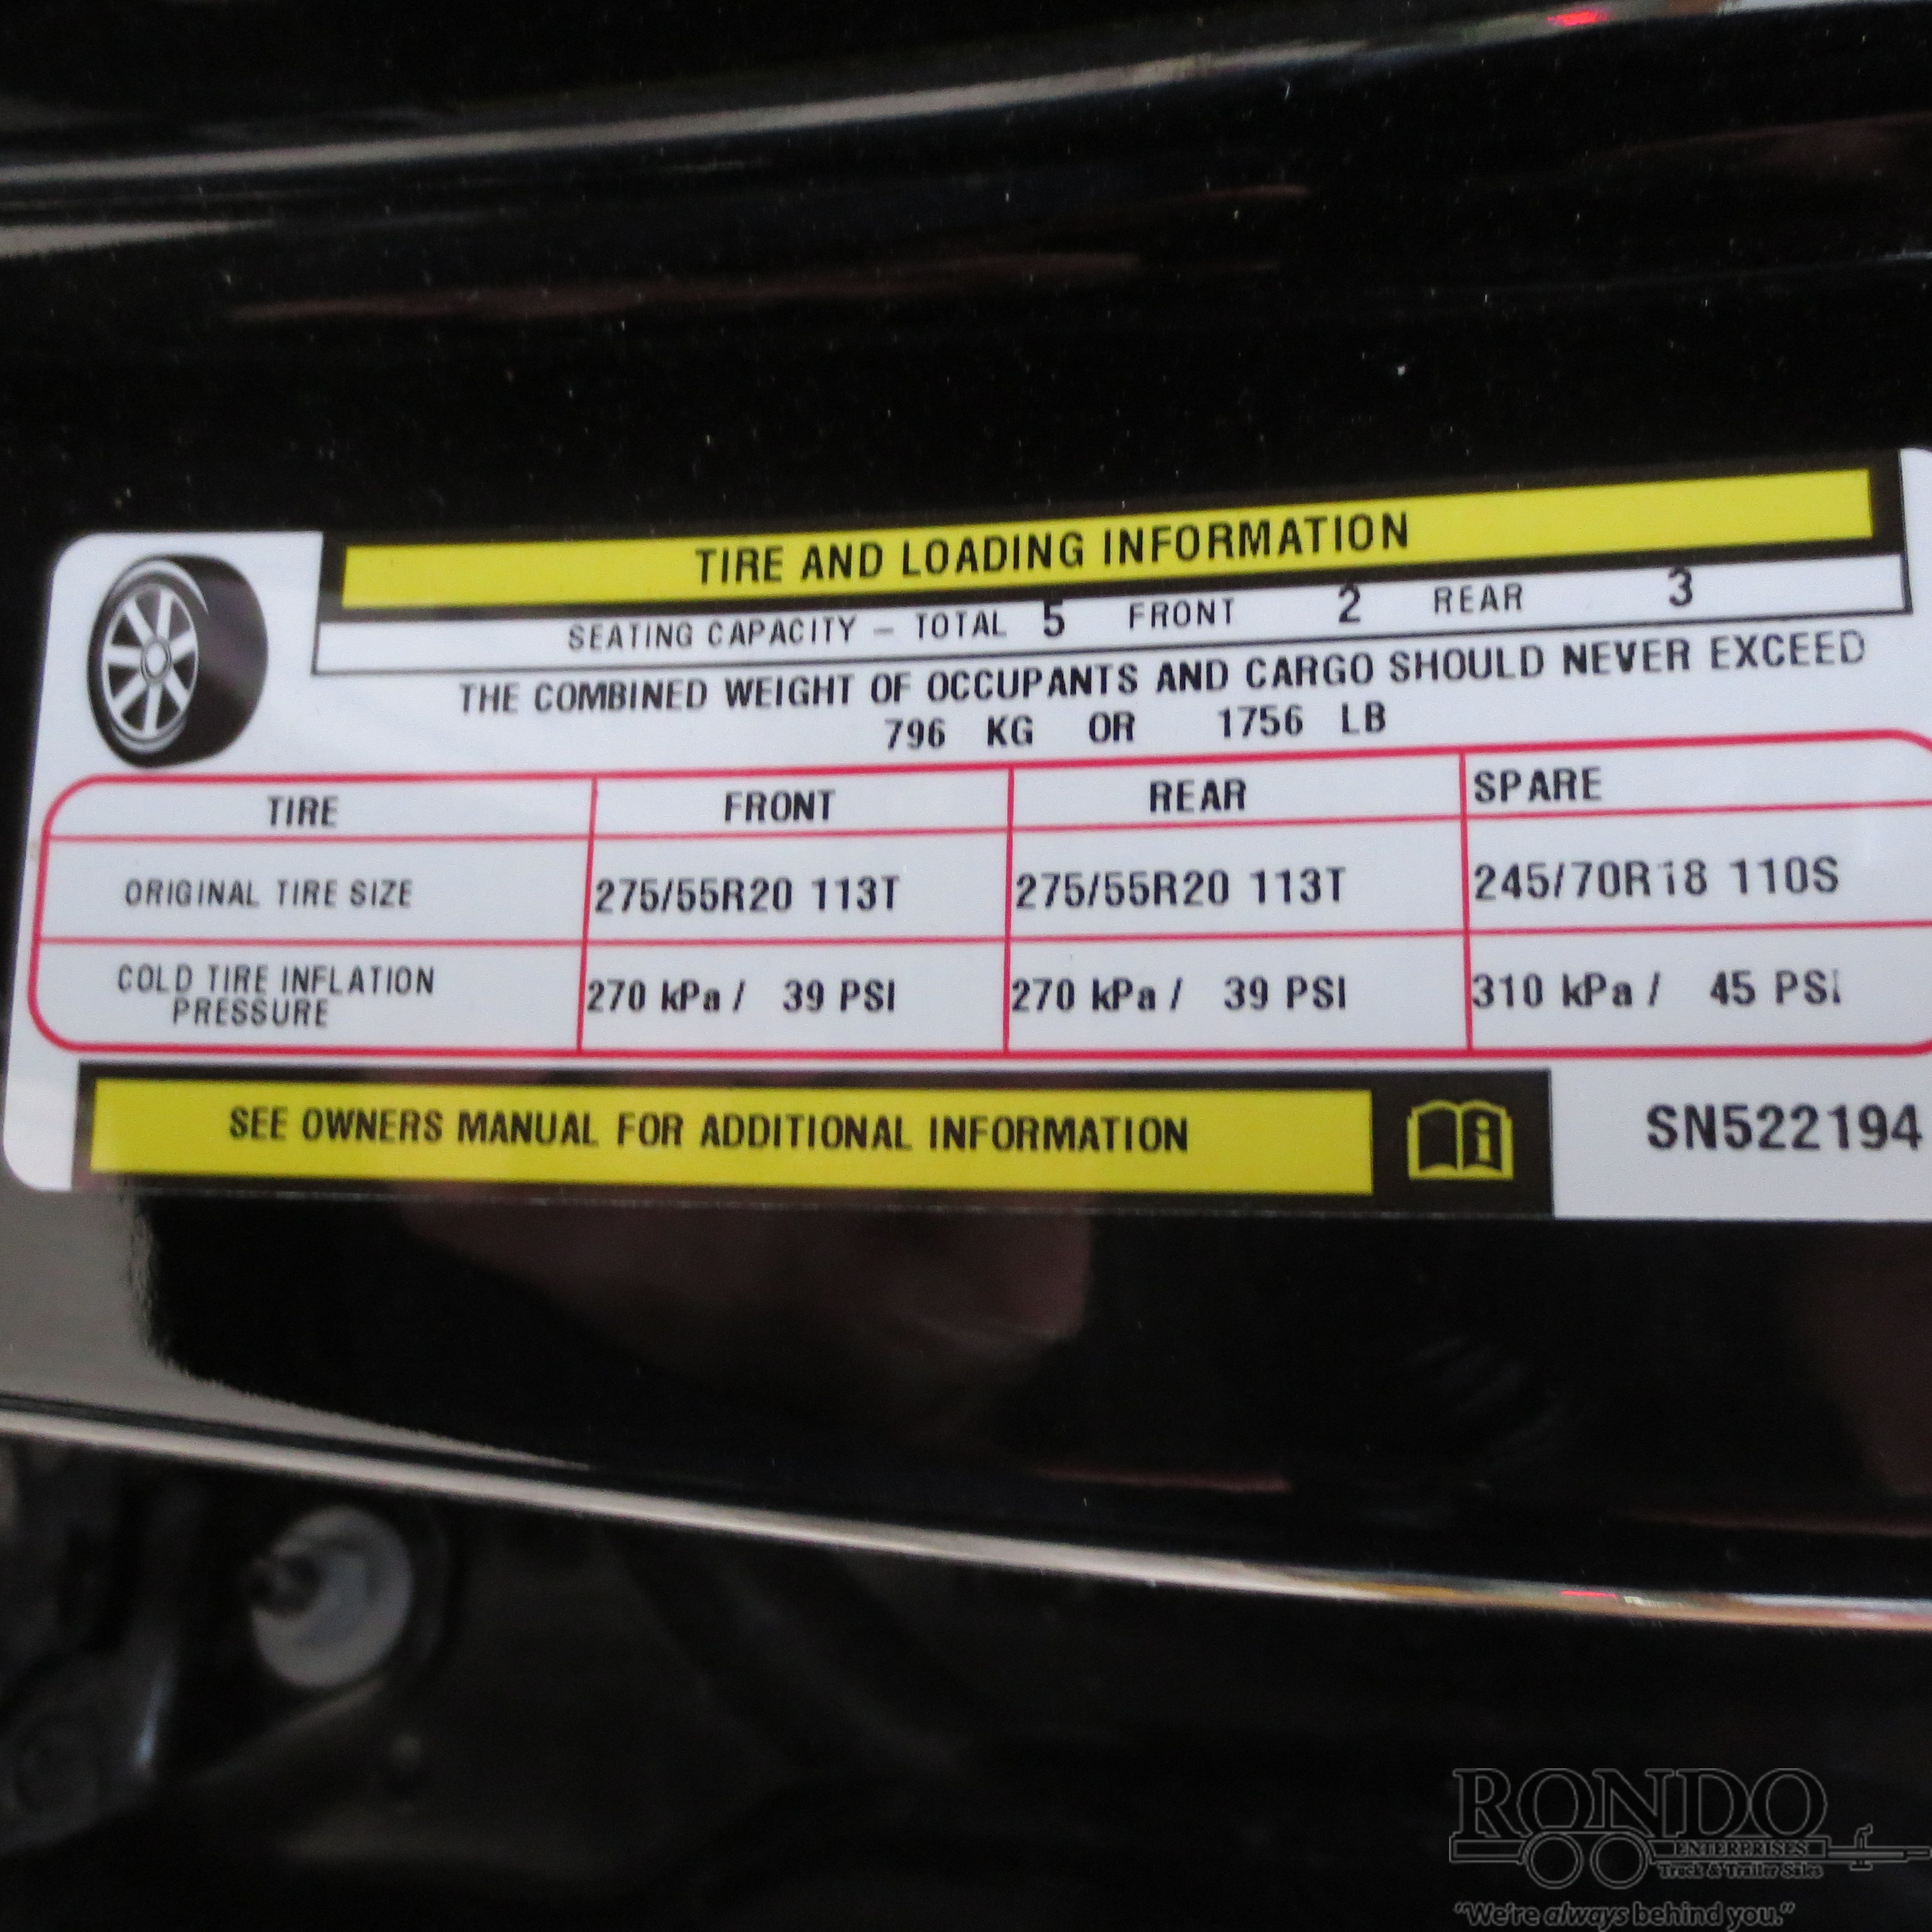 TIRE AND LOADING INFORMATION
SEATING CAPACITY – TOTAL 5 FRONT 2 REAR 3
THE COMBINED WEIGHT OF OCCUPANTS AND CARGO SHOULD NEVER EXCEED
796 KG OR 1756 LB
TIRE FRONT REAR SPARE
ORIGINAL TIRE SIZE 275/55R20 113T 275/55R20 113T 245/70R18 110S
COLD TIRE INFLATION PRESSURE 270 kPa / 39 PSI 270 kPa / 39 PSI 310 kPa / 45 PSI
SEE OWNERS MANUAL FOR ADDITIONAL INFORMATION
SN522194
RONDO
ENTERPRISES
Truck & Trailer Sales
"We're always behind you."